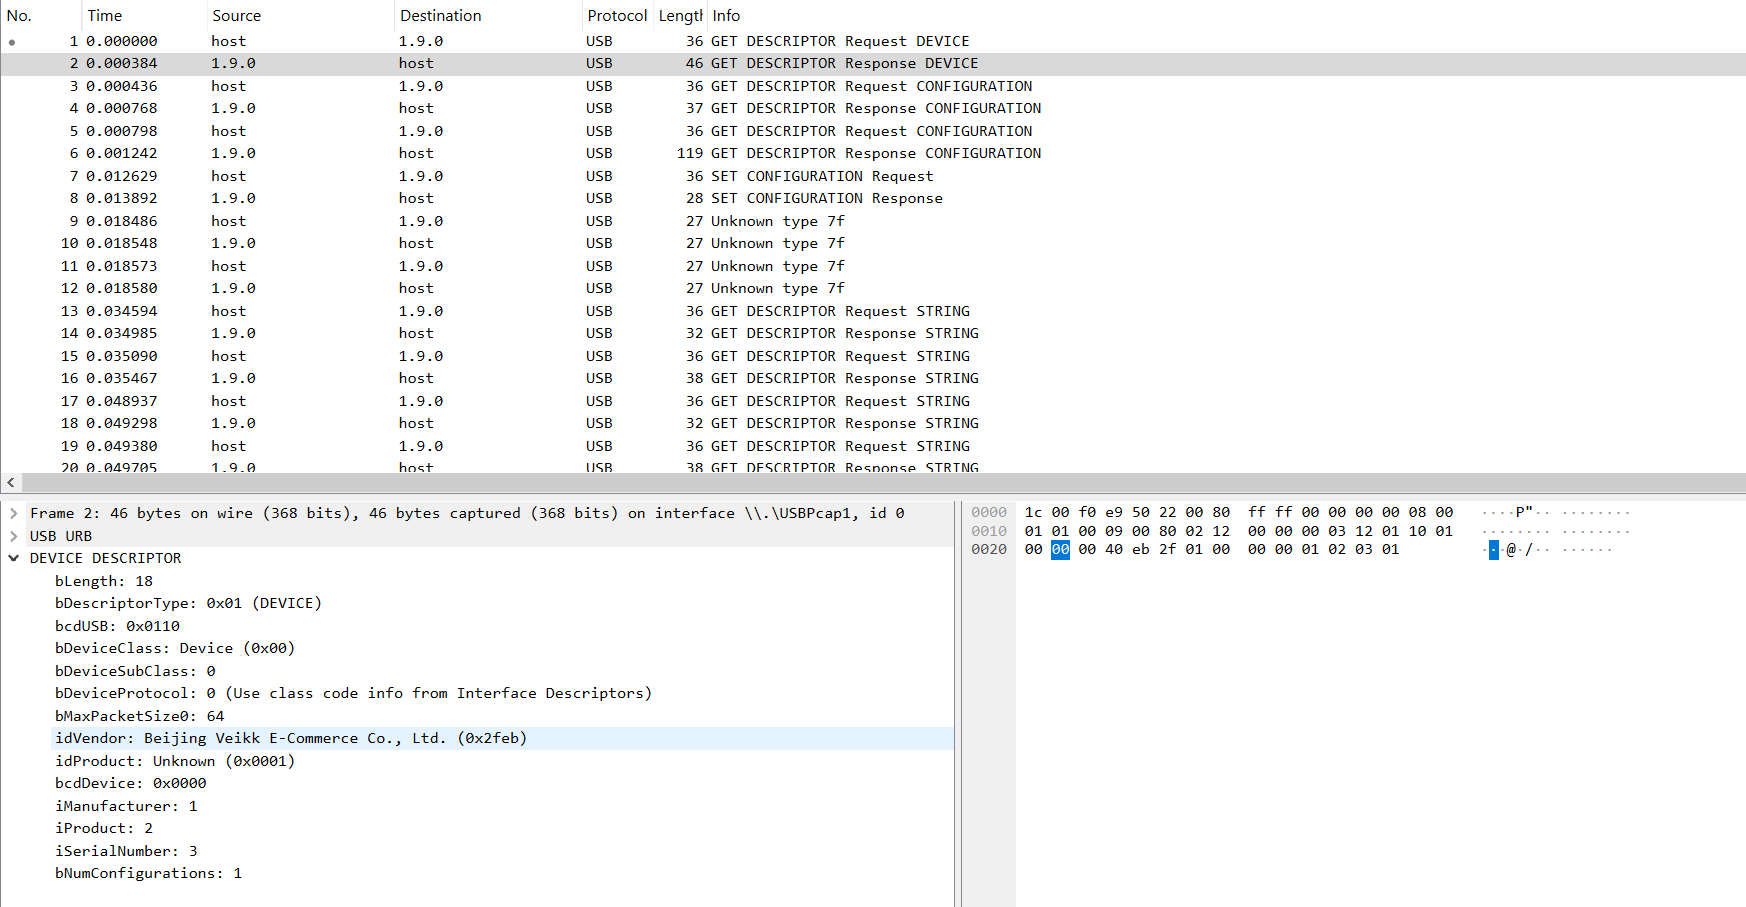 No. Time Source Destination Protocol Length Info
1 0.000000 host 1.9.0 USB 36 GET DESCRIPTOR Request DEVICE
2 0.000384 1.9.0 host USB 46 GET DESCRIPTOR Response DEVICE
3 0.000436 host 1.9.0 USB 36 GET DESCRIPTOR Request CONFIGURATION
4 0.000768 1.9.0 host USB 37 GET DESCRIPTOR Response CONFIGURATION
5 0.000798 host 1.9.0 USB 36 GET DESCRIPTOR Request CONFIGURATION
6 0.001242 1.9.0 host USB 119 GET DESCRIPTOR Response CONFIGURATION
7 0.012629 host 1.9.0 USB 36 SET CONFIGURATION Request
8 0.013892 1.9.0 host USB 28 SET CONFIGURATION Response
9 0.018486 host 1.9.0 USB 27 Unknown type 7f
10 0.018548 1.9.0 host USB 27 Unknown type 7f
11 0.018573 host 1.9.0 USB 27 Unknown type 7f
12 0.018580 1.9.0 host USB 27 Unknown type 7f
13 0.034594 host 1.9.0 USB 36 GET DESCRIPTOR Request STRING
14 0.034985 1.9.0 host USB 32 GET DESCRIPTOR Response STRING
15 0.035090 host 1.9.0 USB 36 GET DESCRIPTOR Request STRING
16 0.035467 1.9.0 host USB 38 GET DESCRIPTOR Response STRING
17 0.048937 host 1.9.0 USB 36 GET DESCRIPTOR Request STRING
18 0.049298 1.9.0 host USB 32 GET DESCRIPTOR Response STRING
19 0.049380 host 1.9.0 USB 36 GET DESCRIPTOR Request STRING
20 0.049705 1.9.0 host USB 38 GET DESCRIPTOR Response STRING
Frame 2: 46 bytes on wire (368 bits), 46 bytes captured (368 bits) on interface \\.\USBPcap1, id 0
USB URB
DEVICE DESCRIPTOR
bLength: 18
bDescriptorType: 0x01 (DEVICE)
bcdUSB: 0x0110
bDeviceClass: Device (0x00)
bDeviceSubClass: 0
bDeviceProtocol: 0 (Use class code info from Interface Descriptors)
bMaxPacketSize0: 64
idVendor: Beijing Veikk E-Commerce Co., Ltd. (0x2feb)
idProduct: Unknown (0x0001)
bcdDevice: 0x0000
iManufacturer: 1
iProduct: 2
iSerialNumber: 3
bNumConfigurations: 1
0000 1c 00 f0 e9 50 22 00 80 ff ff 00 00 00 00 08 00 ····P"·· ········
0010 01 01 00 09 00 80 02 12 00 00 00 03 12 01 10 01 ········ ········
0020 00 00 00 40 eb 2f 01 00 00 00 01 02 03 01 ···@·/·· ······